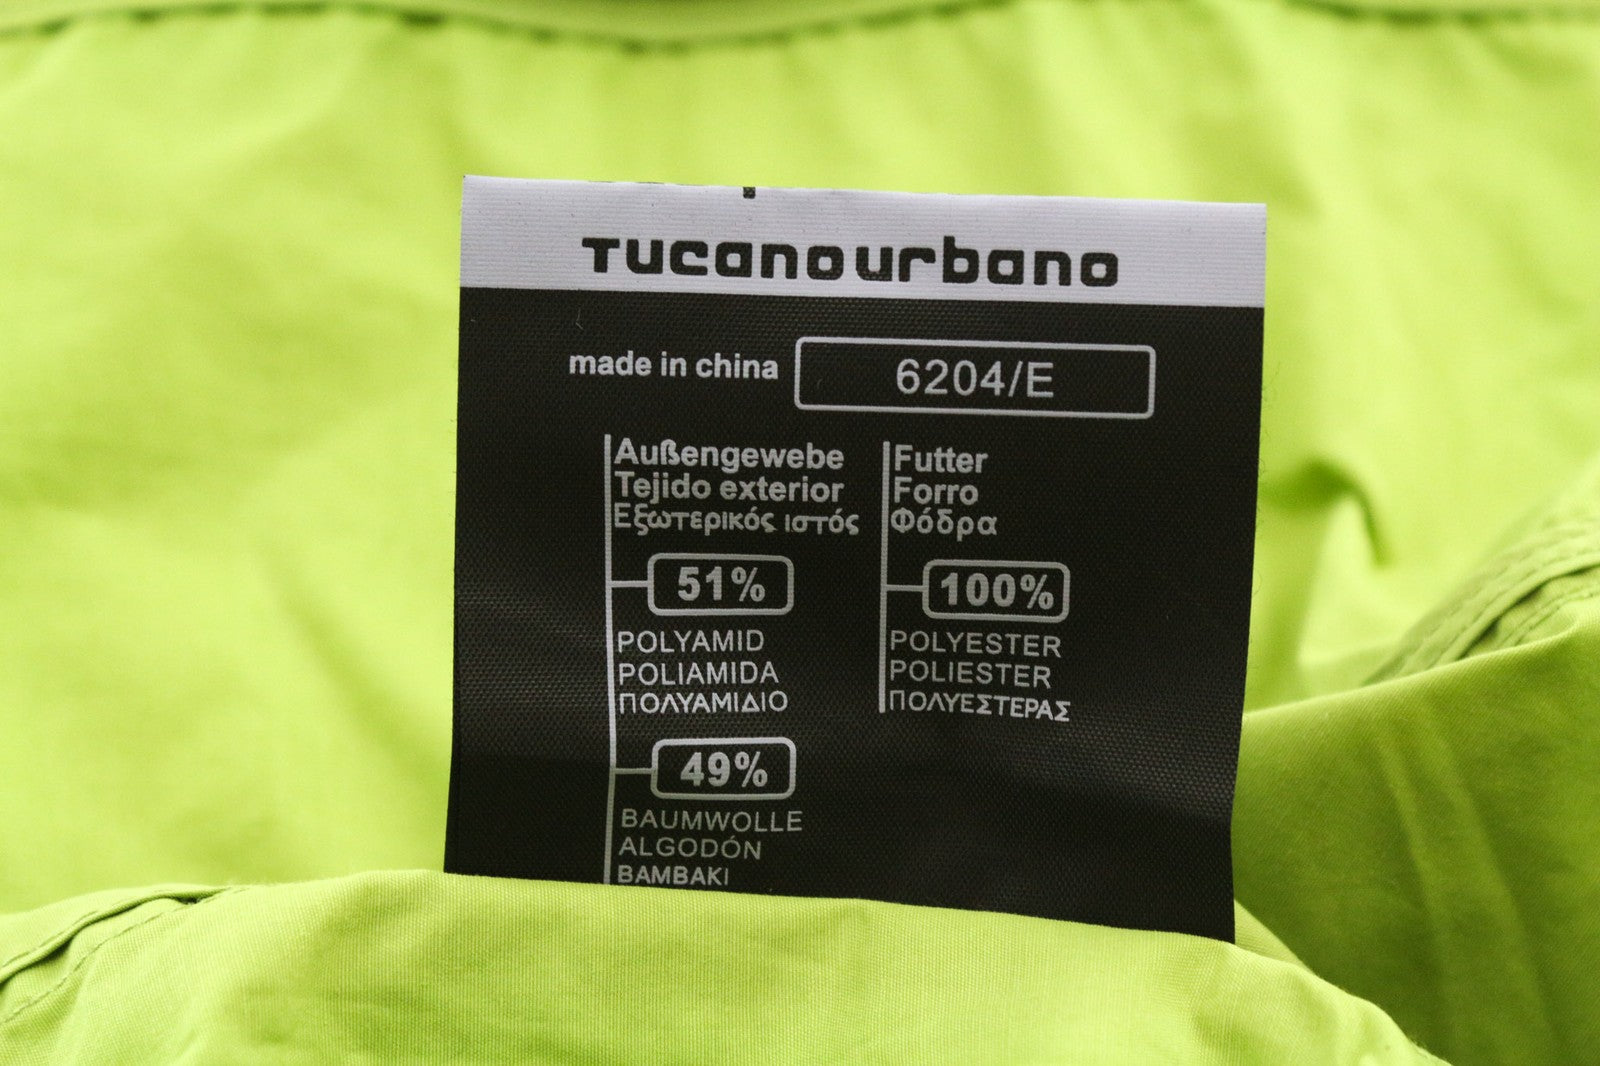 Tucanourbano
made in china 6204/E
Außengewebe
Tejido exterior
Εξωτερικός ιστός
51%
POLYAMID
POLIAMIDA
ΠΟΛΥΑΜΙΔΙΟ
49%
BAUMWOLLE
ALGODÓN
ΒΑΜΒΑΚΙ
Futter
Forro
Φόδρα
100%
POLYESTER
POLIESTER
ΠΟΛΥΕΣΤΕΡΑΣ